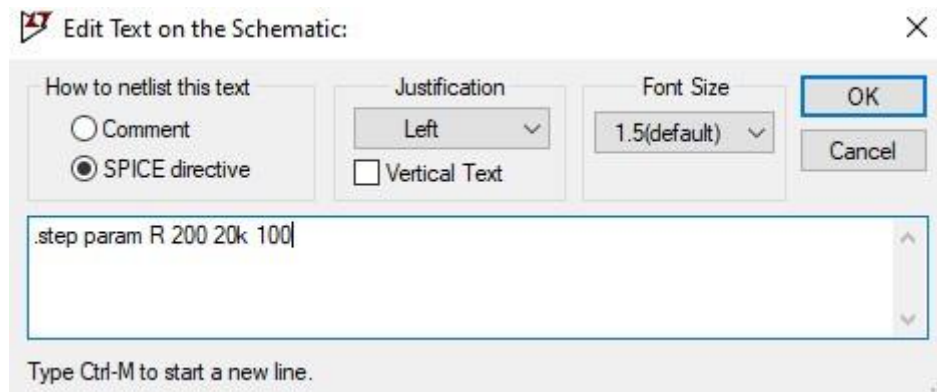 Edit Text on the Schematic:
How to netlist this text
Comment
SPICE directive
Justification
Left
Vertical Text
Font Size
1.5(default)
OK
Cancel
.step param R 200 20k 100
Type Ctrl-M to start a new line.